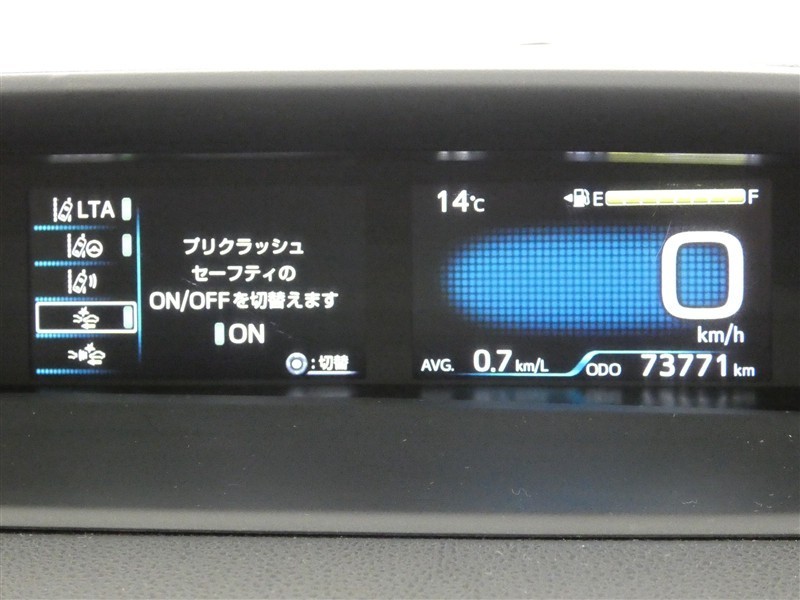 LTA
プリクラッシュ
セーフティの
ON/OFFを切替えます
ON
:切替
14℃
E F
0
km/h
AVG. 0.7 km/L
ODO 73771 km